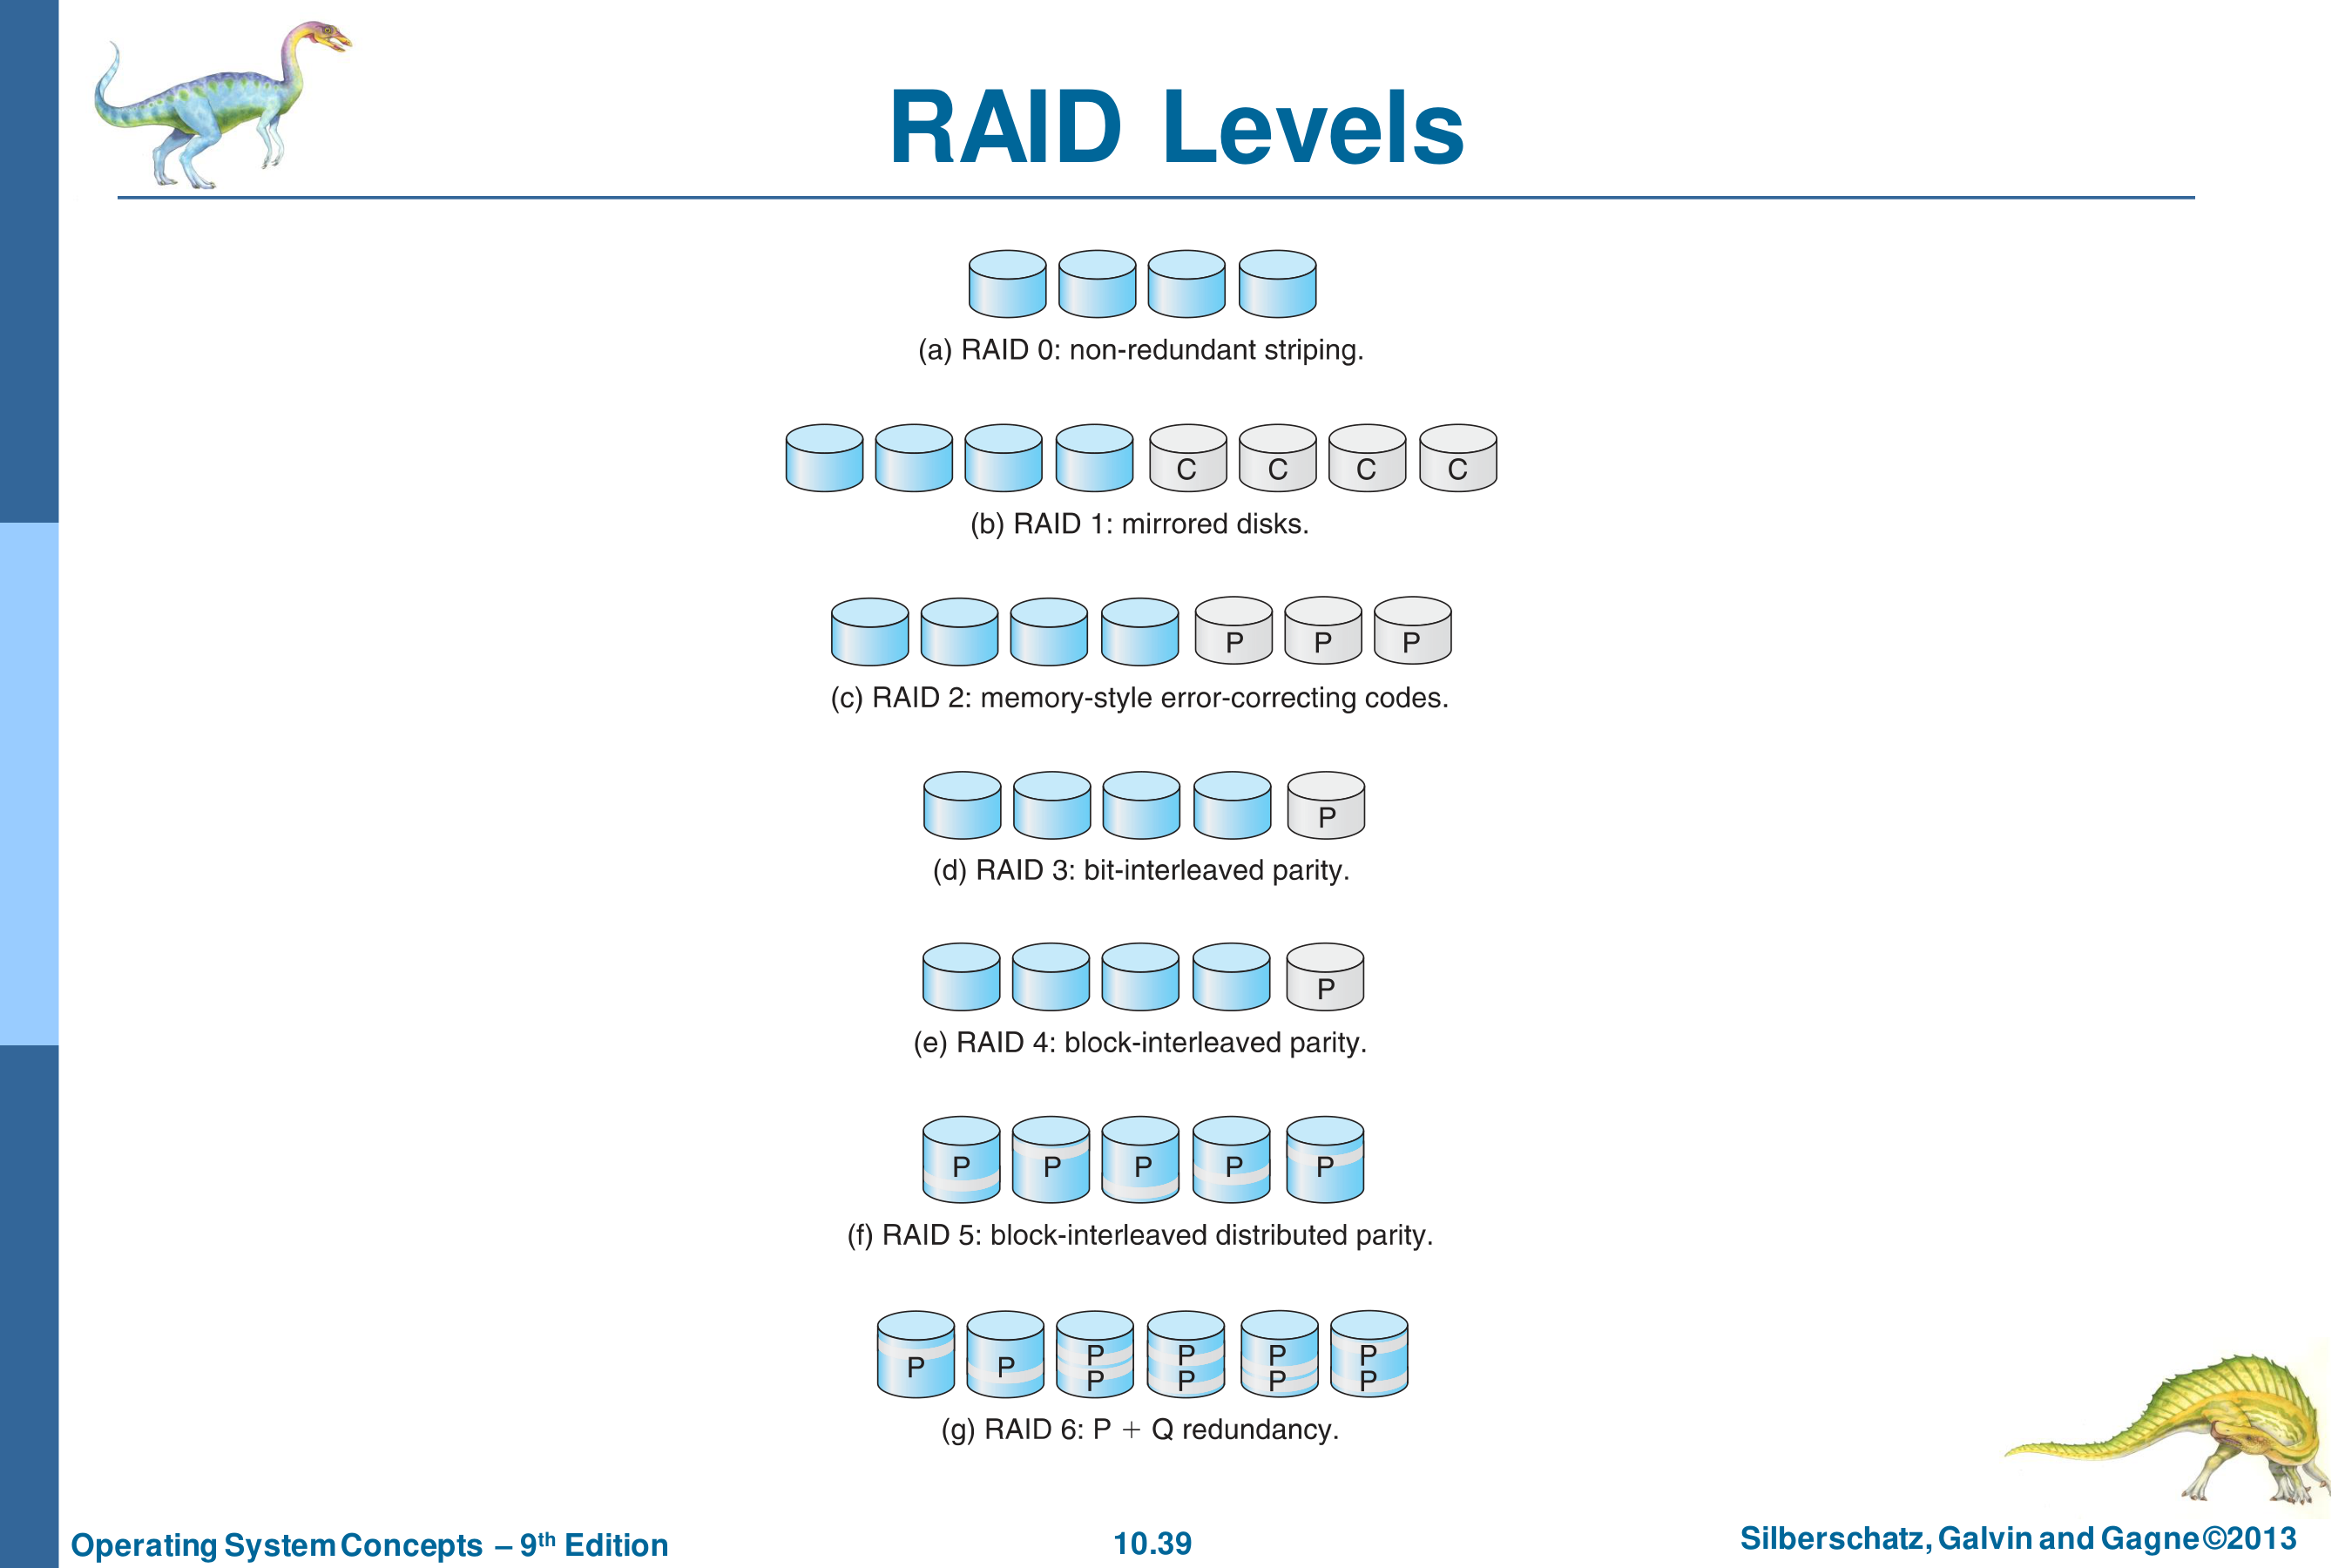 RAID Levels
(a) RAID 0: non-redundant striping.
C C C C
(b) RAID 1: mirrored disks.
P P P
(c) RAID 2: memory-style error-correcting codes.
P
(d) RAID 3: bit-interleaved parity.
P
(e) RAID 4: block-interleaved parity.
P P P P P
(f) RAID 5: block-interleaved distributed parity.
P P P P P P
P P P P
(g) RAID 6: P + Q redundancy.
Operating System Concepts – 9th Edition
10.39
Silberschatz, Galvin and Gagne ©2013